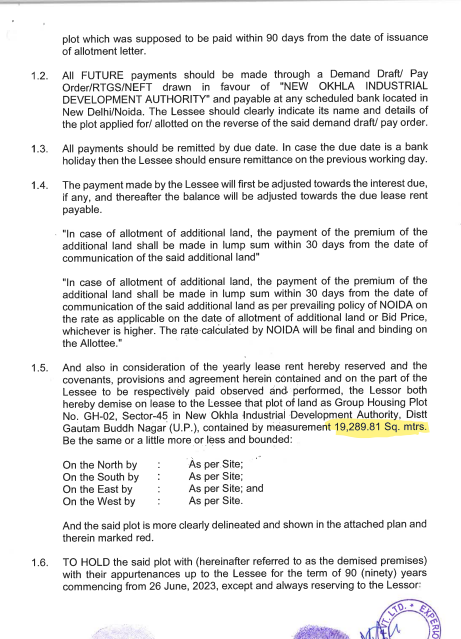 plot which was supposed to be paid within 90 days from the date of issuance
of allotment letter.
1.2. All FUTURE payments should be made through a Demand Draft/ Pay
Order/RTGS/NEFT drawn in favour of "NEW OKHLA INDUSTRIAL
DEVELOPMENT AUTHORITY" and payable at any scheduled bank located in
New Delhi/Noida. The Lessee should clearly indicate its name and details of
the plot applied for/ allotted on the reverse of the said demand draft/ pay order.
1.3. All payments should be remitted by due date. In case the due date is a bank
holiday then the Lessee should ensure remittance on the previous working day.
1.4. The payment made by the Lessee will first be adjusted towards the interest due,
if any, and thereafter the balance will be adjusted towards the due lease rent
payable.
"In case of allotment of additional land, the payment of the premium of the
additional land shall be made in lump sum within 30 days from the date of
communication of the said additional land"
"In case of allotment of additional land, the payment of the premium of the
additional land shall be made in lump sum within 30 days from the date of
communication of the said additional land as per prevailing policy of NOIDA on
the rate as applicable on the date of allotment of additional land or Bid Price,
whichever is higher. The rate calculated by NOIDA will be final and binding on
the Allottee."
1.5. And also in consideration of the yearly lease rent hereby reserved and the
covenants, provisions and agreement herein contained and on the part of the
Lessee to be respectively paid observed and performed, the Lessor both
hereby demise on lease to the Lessee that plot of land as Group Housing Plot
No. GH-02, Sector-45 in New Okhla Industrial Development Authority, Distt
Gautam Buddh Nagar (U.P.), contained by measurement 19,289.81 Sq. mtrs.
Be the same or a little more or less and bounded:
On the North by : As per Site;
On the South by : As per Site;
On the East by : As per Site; and
On the West by : As per Site.
And the said plot is more clearly delineated and shown in the attached plan and
therein marked red.
1.6. TO HOLD the said plot with (hereinafter referred to as the demised premises)
with their appurtenances up to the Lessee for the term of 90 (ninety) years
commencing from 26 June, 2023, except and always reserving to the Lessor:
VT. LTD. * EXPERIO